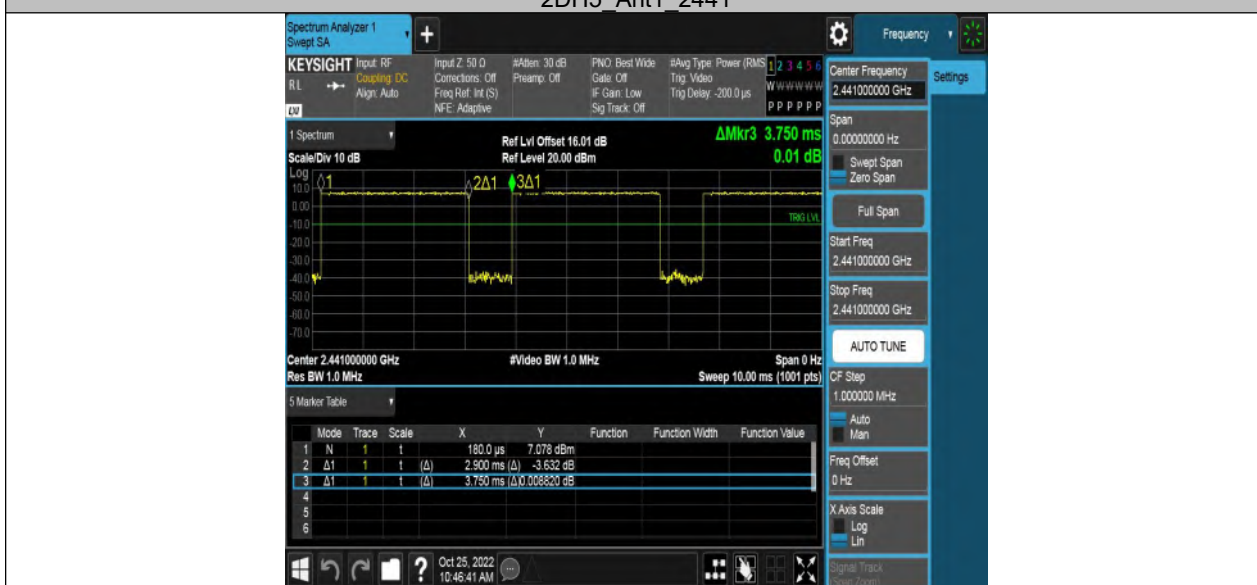 2DH5_Ant1_2441
Spectrum Analyzer 1
Swept SA
Frequency
KEYSIGHT
Input: RF
Coupling: DC
Align: Auto
Input Z: 50 Ω
Corrections: Off
Freq Ref: Int (S)
NFE: Adaptive
#Atten: 30 dB
Preamp: Off
PNO: Best Wide
Gate: Off
IF Gain: Low
Sig Track: Off
#Avg Type: Power (RMS
Trig: Video
Trig Delay: -200.0 µs
1 2 3 4 5 6
W W W W W W
P P P P P P
RL
LXI
Center Frequency
2.441000000 GHz
Settings
Span
0.00000000 Hz
Swept Span
Zero Span
Full Span
Start Freq
2.441000000 GHz
Stop Freq
2.441000000 GHz
AUTO TUNE
CF Step
1.000000 MHz
Auto
Man
Freq Offset
0 Hz
X Axis Scale
Log
Lin
Signal Track
(Span Zoom)
1 Spectrum
Scale/Div 10 dB
Ref Lvl Offset 16.01 dB
Ref Level 20.00 dBm
ΔMkr3 3.750 ms
0.01 dB
Log
10.0
0.00
-10.0
-20.0
-30.0
-40.0
-50.0
-60.0
-70.0
1
2Δ1
3Δ1
TRIG LVL
Center 2.441000000 GHz
Res BW 1.0 MHz
#Video BW 1.0 MHz
Span 0 Hz
Sweep 10.00 ms (1001 pts)
5 Marker Table
Mode Trace Scale X Y Function Function Width Function Value
1 N 1 t 180.0 µs 7.078 dBm
2 Δ1 1 t (Δ) 2.900 ms (Δ) -3.632 dB
3 Δ1 1 t (Δ) 3.750 ms (Δ)0.008820 dB
4
5
6
Oct 25, 2022
10:46:41 AM